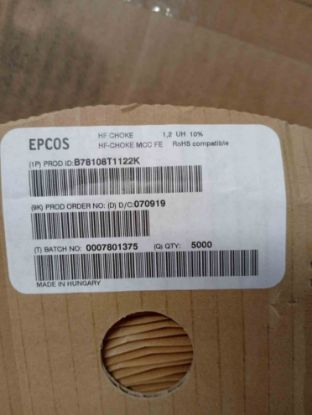 EPCOS HF CHOKE 1,2 UH 10%
HF-CHOKE MCC FE RoHS compatible
(1P) PROD ID:B78108T1122K
(9K) PROD ORDER NO: (D) D/C:070919
(T) BATCH NO: 0007801375 (Q) QTY: 5000
MADE IN HUNGARY